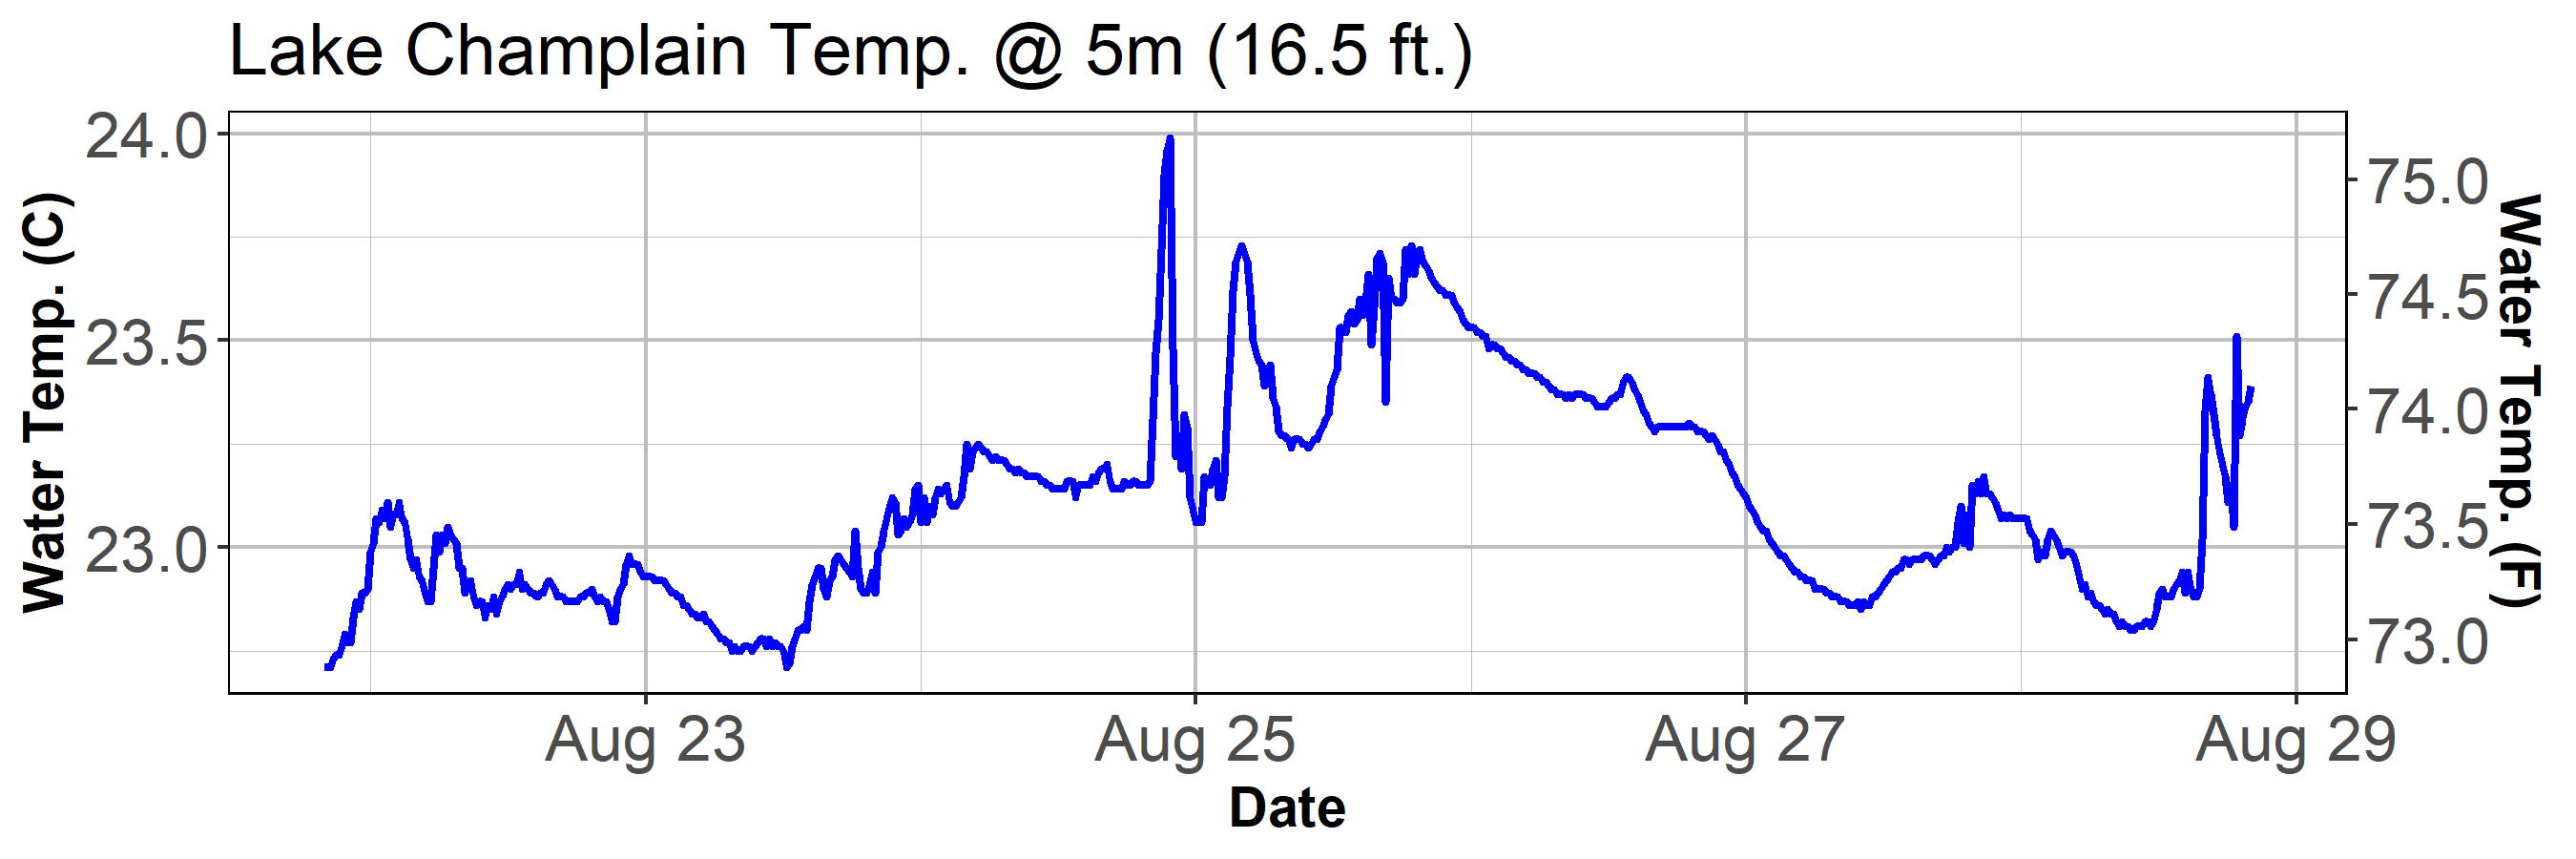 Lake Champlain Temp. @ 5m (16.5 ft.)
Water Temp. (C)
24.0
23.5
23.0
75.0
74.5
74.0
73.5
73.0
Water Temp. (F)
Aug 23 Aug 25 Aug 27 Aug 29
Date